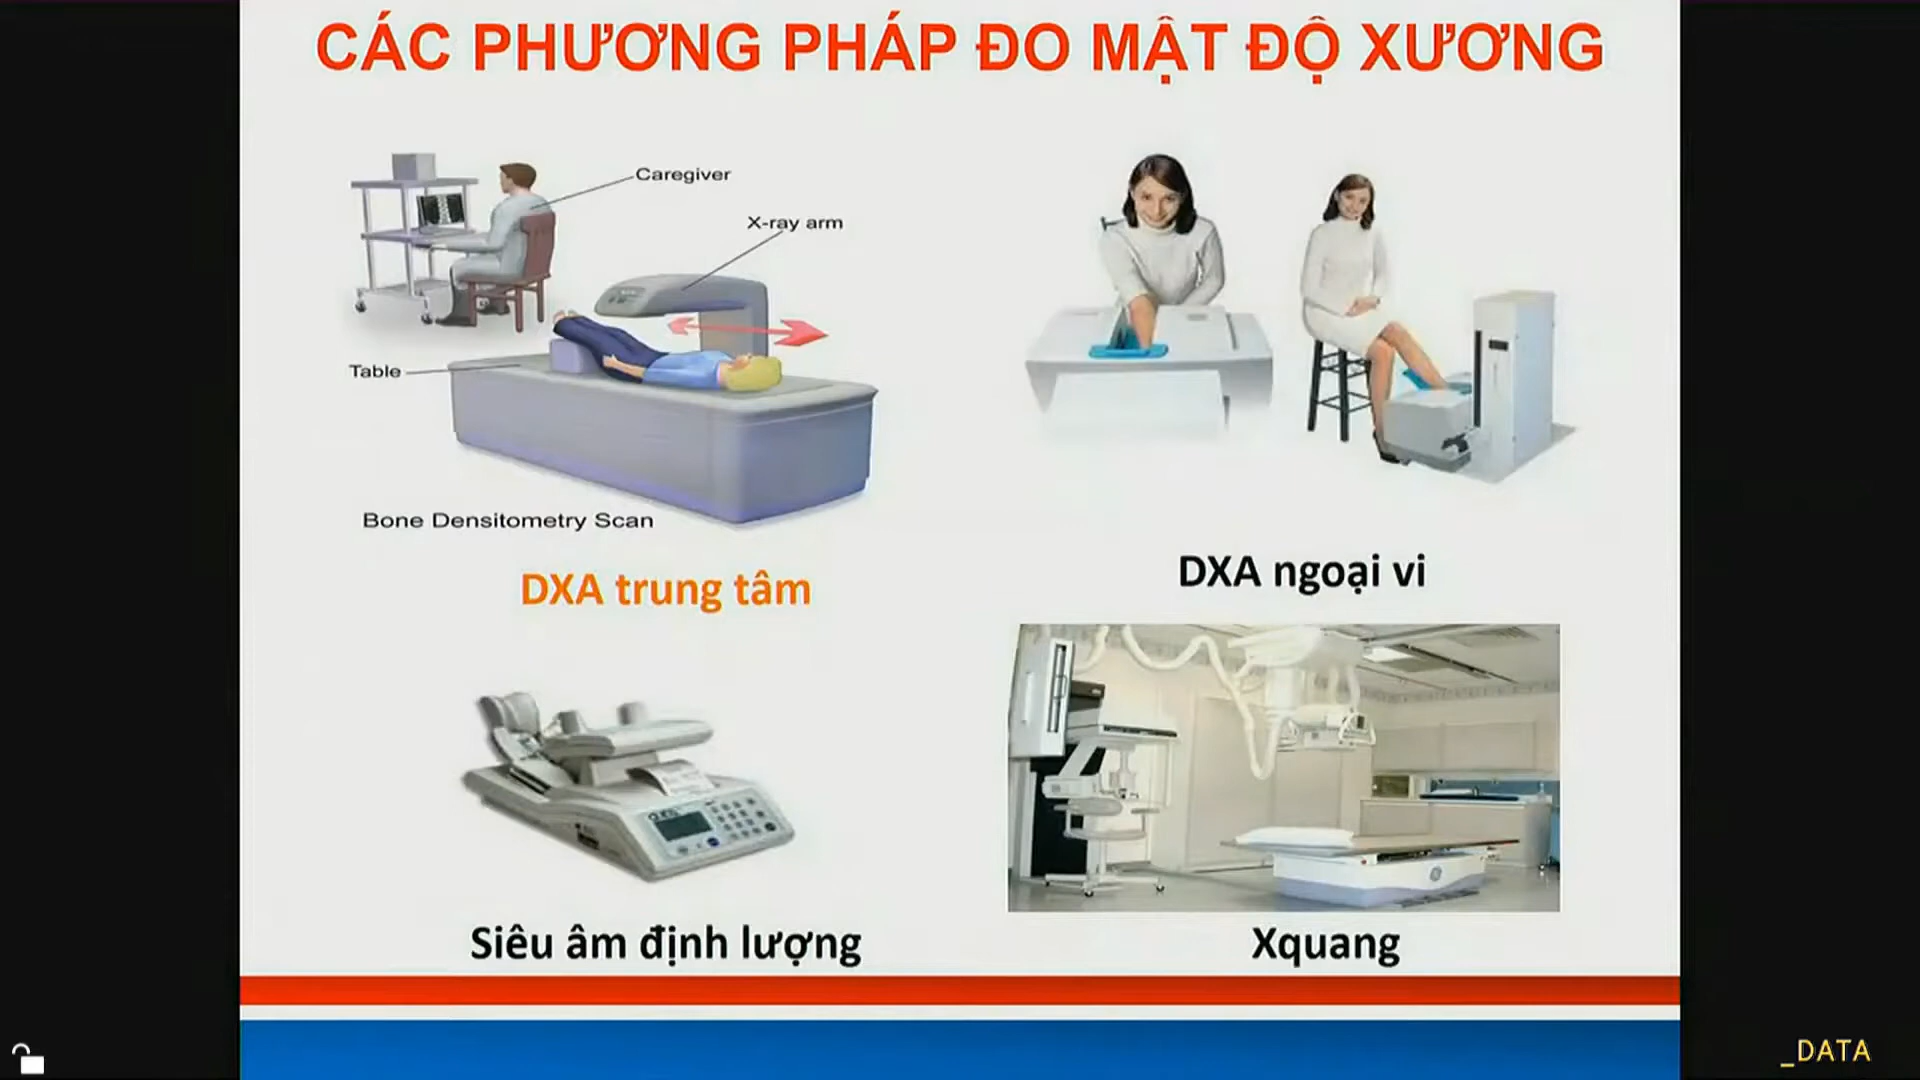 CÁC PHƯƠNG PHÁP ĐO MẬT ĐỘ XƯƠNG
Caregiver
X-ray arm
Table
Bone Densitometry Scan
DXA trung tâm
DXA ngoại vi
Siêu âm định lượng
Xquang
_DATA